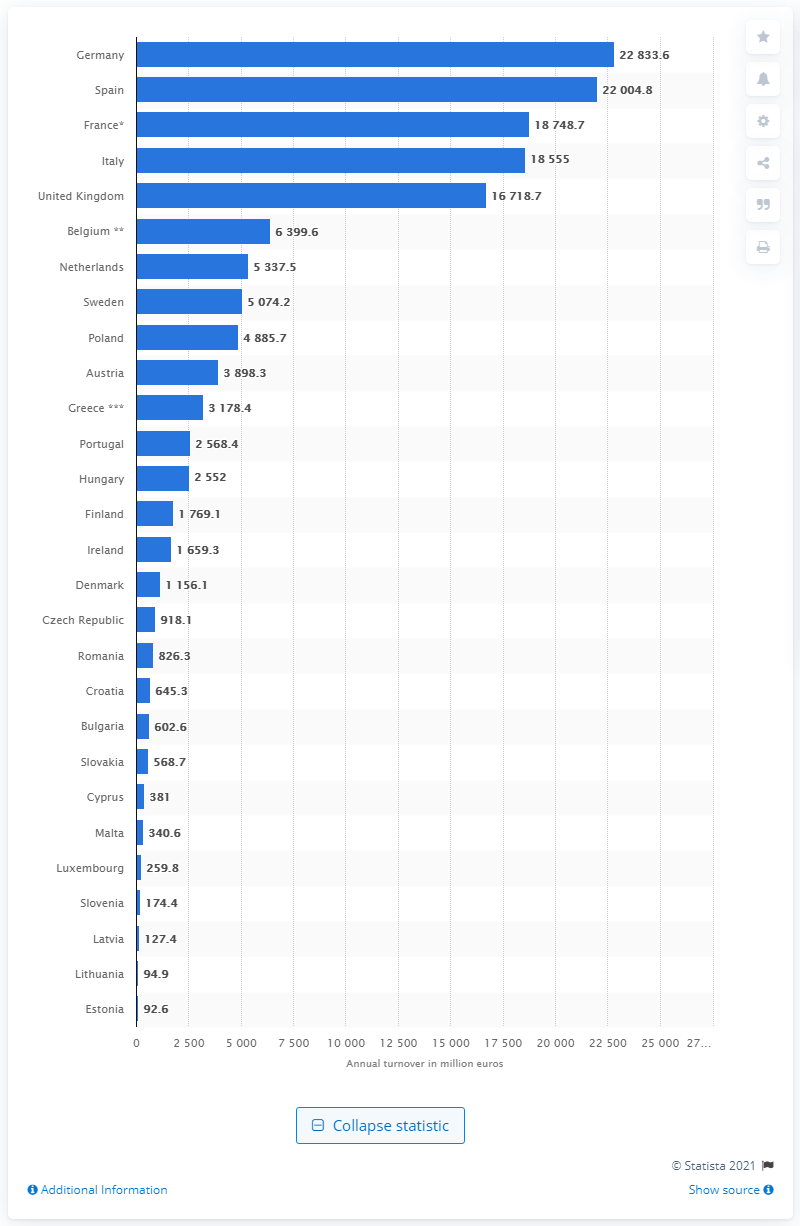 Germany 22 833.6
Spain 22 004.8
France* 18 748.7
Italy 18 555
United Kingdom 16 718.7
Belgium ** 6 399.6
Netherlands 5 337.5
Sweden 5 074.2
Poland 4 885.7
Austria 3 898.3
Greece *** 3 178.4
Portugal 2 568.4
Hungary 2 552
Finland 1 769.1
Ireland 1 659.3
Denmark 1 156.1
Czech Republic 918.1
Romania 826.3
Croatia 645.3
Bulgaria 602.6
Slovakia 568.7
Cyprus 381
Malta 340.6
Luxembourg 259.8
Slovenia 174.4
Latvia 127.4
Lithuania 94.9
Estonia 92.6
0 2 500 5 000 7 500 10 000 12 500 15 000 17 500 20 000 22 500 25 000 27…
Annual turnover in million euros
Collapse statistic
© Statista 2021
Additional Information Show source